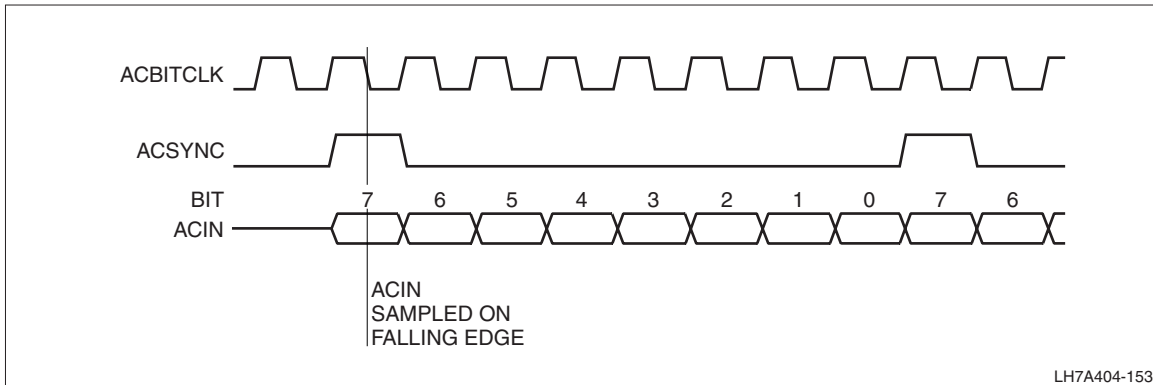 ACBITCLK
ACSYNC
BIT 7 6 5 4 3 2 1 0 7 6
ACIN
ACIN
SAMPLED ON
FALLING EDGE
LH7A404-153